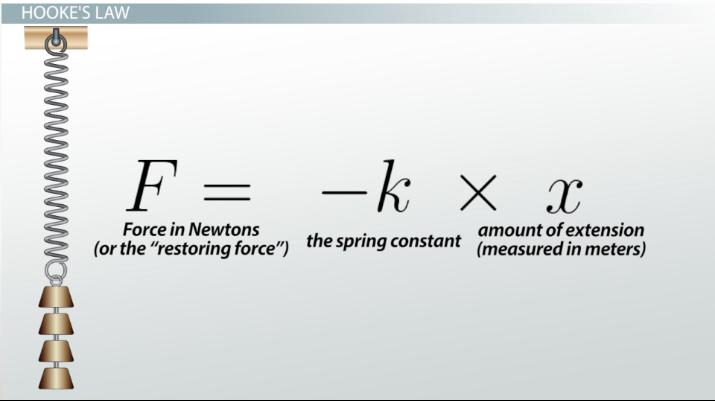 HOOKE'S LAW
F = −k × x
Force in Newtons
(or the “restoring force”)
the spring constant
amount of extension
(measured in meters)